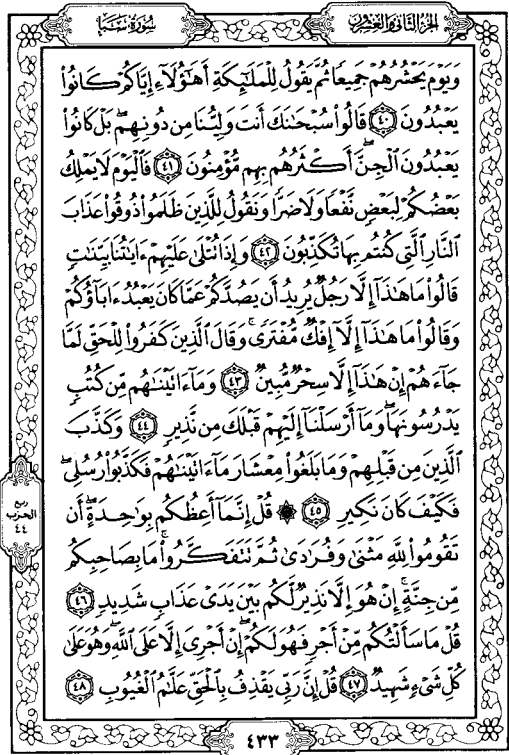 الجزء الثاني والعشرون
سورة سبأ
وَيَوْمَ يَحْشُرُهُمْ جَمِيعًا ثُمَّ يَقُولُ لِلْمَلَٰٓئِكَةِ أَهَٰٓؤُلَآءِ إِيَّاكُمْ كَانُوا۟
يَعْبُدُونَ ٤٠ قَالُوا۟ سُبْحَٰنَكَ أَنتَ وَلِيُّنَا مِن دُونِهِم ۖ بَلْ كَانُوا۟
يَعْبُدُونَ ٱلْجِنَّ ۖ أَكْثَرُهُم بِهِم مُّؤْمِنُونَ ٤١ فَٱلْيَوْمَ لَا يَمْلِكُ
بَعْضُكُمْ لِبَعْضٍ نَّفْعًا وَلَا ضَرًّا وَنَقُولُ لِلَّذِينَ ظَلَمُوا۟ ذُوقُوا۟ عَذَابَ
ٱلنَّارِ ٱلَّتِى كُنتُم بِهَا تُكَذِّبُونَ ٤٢ وَإِذَا تُتْلَىٰ عَلَيْهِمْ ءَايَٰتُنَا بَيِّنَٰتٍ
قَالُوا۟ مَا هَٰذَآ إِلَّا رَجُلٌ يُرِيدُ أَن يَصُدَّكُمْ عَمَّا كَانَ يَعْبُدُ ءَابَآؤُكُمْ
وَقَالُوا۟ مَا هَٰذَآ إِلَّآ إِفْكٌ مُّفْتَرًى ۚ وَقَالَ ٱلَّذِينَ كَفَرُوا۟ لِلْحَقِّ لَمَّا
جَآءَهُمْ إِنْ هَٰذَآ إِلَّا سِحْرٌ مُّبِينٌ ٤٣ وَمَآ ءَاتَيْنَٰهُم مِّن كُتُبٍ
يَدْرُسُونَهَا ۖ وَمَآ أَرْسَلْنَآ إِلَيْهِمْ قَبْلَكَ مِن نَّذِيرٍ ٤٤ وَكَذَّبَ
ٱلَّذِينَ مِن قَبْلِهِمْ وَمَا بَلَغُوا۟ مِعْشَارَ مَآ ءَاتَيْنَٰهُمْ فَكَذَّبُوا۟ رُسُلِى ۖ
فَكَيْفَ كَانَ نَكِيرِ ٤٥ ۞ قُلْ إِنَّمَآ أَعِظُكُم بِوَٰحِدَةٍ ۖ أَن
تَقُومُوا۟ لِلَّهِ مَثْنَىٰ وَفُرَٰدَىٰ ثُمَّ تَتَفَكَّرُوا۟ ۚ مَا بِصَاحِبِكُم
مِّن جِنَّةٍ ۚ إِنْ هُوَ إِلَّا نَذِيرٌ لَّكُم بَيْنَ يَدَىْ عَذَابٍ شَدِيدٍ ٤٦
قُلْ مَا سَأَلْتُكُم مِّنْ أَجْرٍ فَهُوَ لَكُمْ ۖ إِنْ أَجْرِىَ إِلَّا عَلَى ٱللَّهِ ۖ وَهُوَ عَلَىٰ
كُلِّ شَىْءٍ شَهِيدٌ ٤٧ قُلْ إِنَّ رَبِّى يَقْذِفُ بِٱلْحَقِّ عَلَّٰمُ ٱلْغُيُوبِ ٤٨
ربع
الحزب
٤٤
٤٣٣